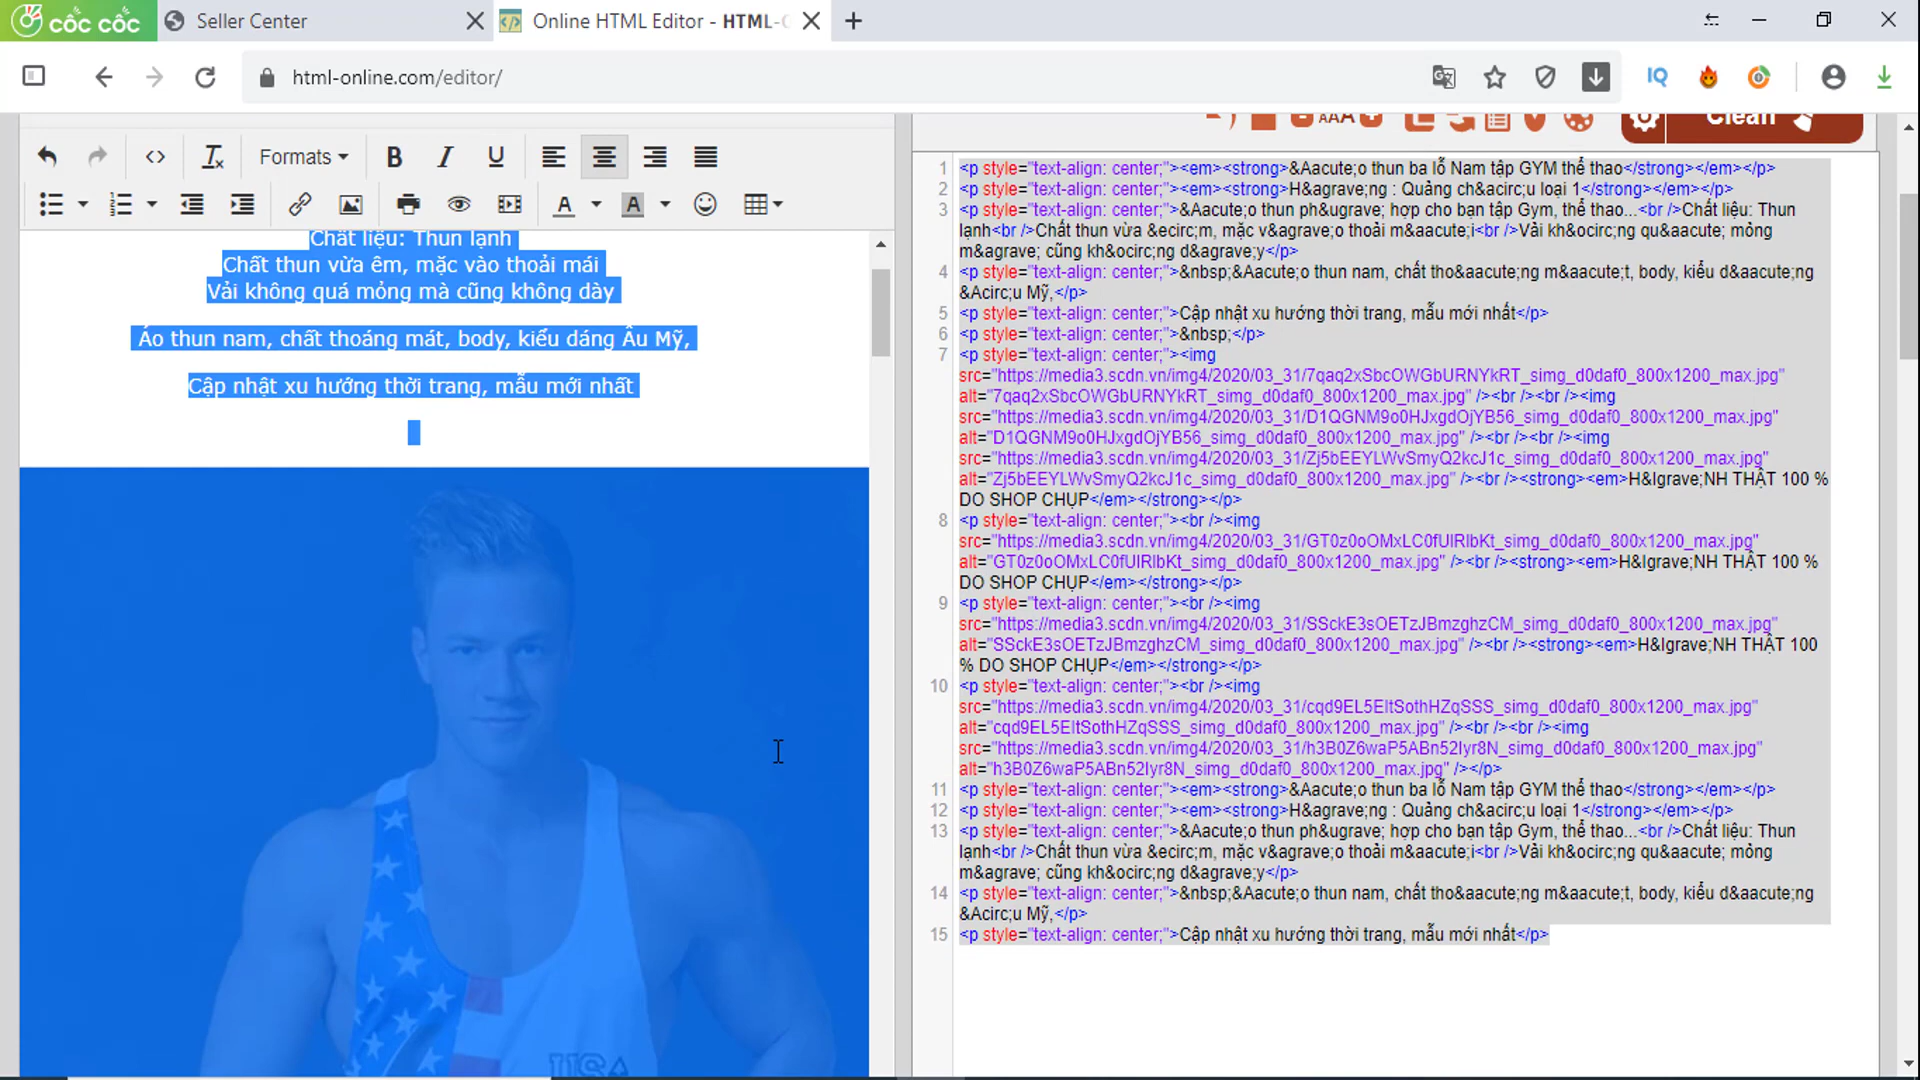 cốc cốc
Seller Center
Online HTML Editor - HTML-C
html-online.com/editor/
IQ
Formats
B I U
AAA
Clean
A A
Chất liệu: Thun lạnh
Chất thun vừa êm, mặc vào thoải mái
Vải không quá mỏng mà cũng không dày
Áo thun nam, chất thoáng mát, body, kiểu dáng Âu Mỹ,
Cập nhật xu hướng thời trang, mẫu mới nhất
USA
1 <p style="text-align: center;"><em><strong>&Aacute;o thun ba lỗ Nam tập GYM thể thao</strong></em></p>
2 <p style="text-align: center;"><em><strong>H&agrave;ng : Quảng ch&acirc;u loại 1</strong></em></p>
3 <p style="text-align: center;">&Aacute;o thun ph&ugrave; hợp cho bạn tập Gym, thể thao...<br />Chất liệu: Thun
lạnh<br />Chất thun vừa &ecirc;m, mặc v&agrave;o thoải m&aacute;i<br />Vải kh&ocirc;ng qu&aacute; mỏng
m&agrave; cũng kh&ocirc;ng d&agrave;y</p>
4 <p style="text-align: center;">&nbsp;&Aacute;o thun nam, chất tho&aacute;ng m&aacute;t, body, kiểu d&aacute;ng
&Acirc;u Mỹ,</p>
5 <p style="text-align: center;">Cập nhật xu hướng thời trang, mẫu mới nhất</p>
6 <p style="text-align: center;">&nbsp;</p>
7 <p style="text-align: center;"><img
src="https://media3.scdn.vn/img4/2020/03_31/7qaq2xSbcOWGbURNYkRT_simg_d0daf0_800x1200_max.jpg"
alt="7qaq2xSbcOWGbURNYkRT_simg_d0daf0_800x1200_max.jpg" /><br /><br /><img
src="https://media3.scdn.vn/img4/2020/03_31/D1QGNM9o0HJxgdOjYB56_simg_d0daf0_800x1200_max.jpg"
alt="D1QGNM9o0HJxgdOjYB56_simg_d0daf0_800x1200_max.jpg" /><br /><br /><img
src="https://media3.scdn.vn/img4/2020/03_31/Zj5bEEYLWvSmyQ2kcJ1c_simg_d0daf0_800x1200_max.jpg"
alt="Zj5bEEYLWvSmyQ2kcJ1c_simg_d0daf0_800x1200_max.jpg" /><br /><strong><em>H&Igrave;NH THẬT 100 %
DO SHOP CHỤP</em></strong></p>
8 <p style="text-align: center;"><br /><img
src="https://media3.scdn.vn/img4/2020/03_31/GT0z0oOMxLC0fUlRlbKt_simg_d0daf0_800x1200_max.jpg"
alt="GT0z0oOMxLC0fUlRlbKt_simg_d0daf0_800x1200_max.jpg" /><br /><strong><em>H&Igrave;NH THẬT 100 %
DO SHOP CHỤP</em></strong></p>
9 <p style="text-align: center;"><br /><img
src="https://media3.scdn.vn/img4/2020/03_31/SSckE3sOETzJBmzghzCM_simg_d0daf0_800x1200_max.jpg"
alt="SSckE3sOETzJBmzghzCM_simg_d0daf0_800x1200_max.jpg" /><br /><strong><em>H&Igrave;NH THẬT 100
% DO SHOP CHỤP</em></strong></p>
10 <p style="text-align: center;"><br /><img
src="https://media3.scdn.vn/img4/2020/03_31/cqd9EL5EltSothHZqSSS_simg_d0daf0_800x1200_max.jpg"
alt="cqd9EL5EltSothHZqSSS_simg_d0daf0_800x1200_max.jpg" /><br /><br /><img
src="https://media3.scdn.vn/img4/2020/03_31/h3B0Z6waP5ABn52Iyr8N_simg_d0daf0_800x1200_max.jpg"
alt="h3B0Z6waP5ABn52Iyr8N_simg_d0daf0_800x1200_max.jpg" /></p>
11 <p style="text-align: center;"><em><strong>&Aacute;o thun ba lỗ Nam tập GYM thể thao</strong></em></p>
12 <p style="text-align: center;"><em><strong>H&agrave;ng : Quảng ch&acirc;u loại 1</strong></em></p>
13 <p style="text-align: center;">&Aacute;o thun ph&ugrave; hợp cho bạn tập Gym, thể thao...<br />Chất liệu: Thun
lạnh<br />Chất thun vừa &ecirc;m, mặc v&agrave;o thoải m&aacute;i<br />Vải kh&ocirc;ng qu&aacute; mỏng
m&agrave; cũng kh&ocirc;ng d&agrave;y</p>
14 <p style="text-align: center;">&nbsp;&Aacute;o thun nam, chất tho&aacute;ng m&aacute;t, body, kiểu d&aacute;ng
&Acirc;u Mỹ,</p>
15 <p style="text-align: center;">Cập nhật xu hướng thời trang, mẫu mới nhất</p>